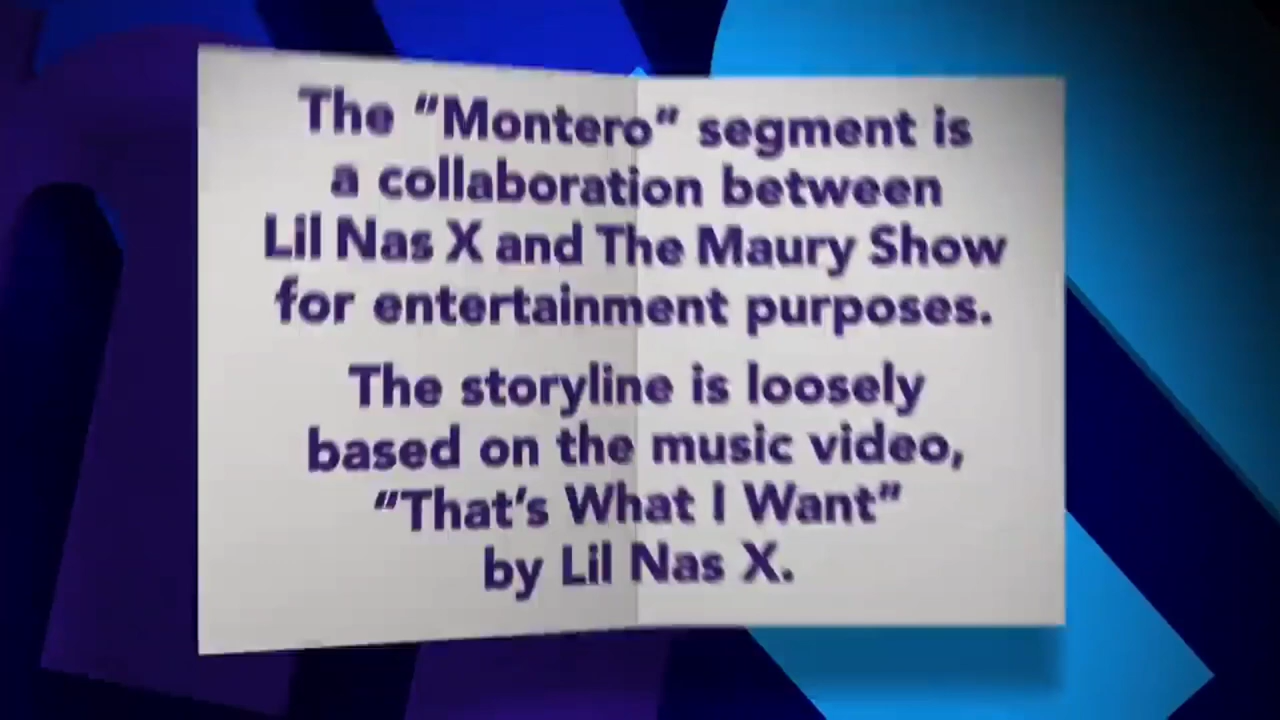 The “Montero” segment is
a collaboration between
Lil Nas X and The Maury Show
for entertainment purposes.
The storyline is loosely
based on the music video,
“That’s What I Want”
by Lil Nas X.